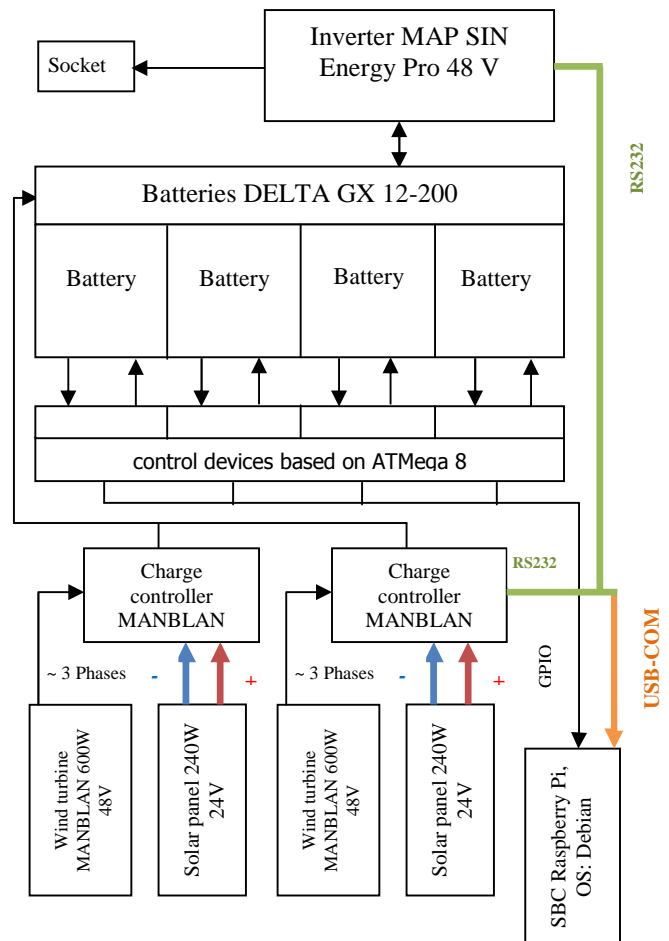 Inverter MAP SIN
Energy Pro 48 V
Socket
RS232
Batteries DELTA GX 12-200
Battery
Battery
Battery
Battery
control devices based on ATMega 8
Charge
controller
MANBLAN
Charge
controller
MANBLAN
RS232
~ 3 Phases
-
+
~ 3 Phases
-
+
GPIO
USB-COM
Wind turbine
MANBLAN 600W
48V
Solar panel 240W
24V
Wind turbine
MANBLAN 600W
48V
Solar panel 240W
24V
SBC Raspberry Pi,
OS: Debian